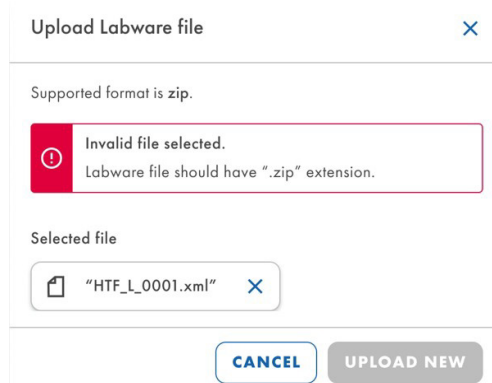 Upload Labware file
Supported format is zip.
Invalid file selected.
Labware file should have ".zip" extension.
Selected file
"HTF_L_0001.xml"
CANCEL
UPLOAD NEW